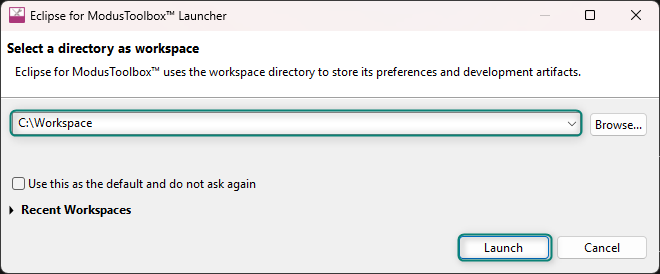 Eclipse for ModusToolbox™ Launcher
Select a directory as workspace
Eclipse for ModusToolbox™ uses the workspace directory to store its preferences and development artifacts.
C:\Workspace
Browse...
Use this as the default and do not ask again
Recent Workspaces
Launch
Cancel